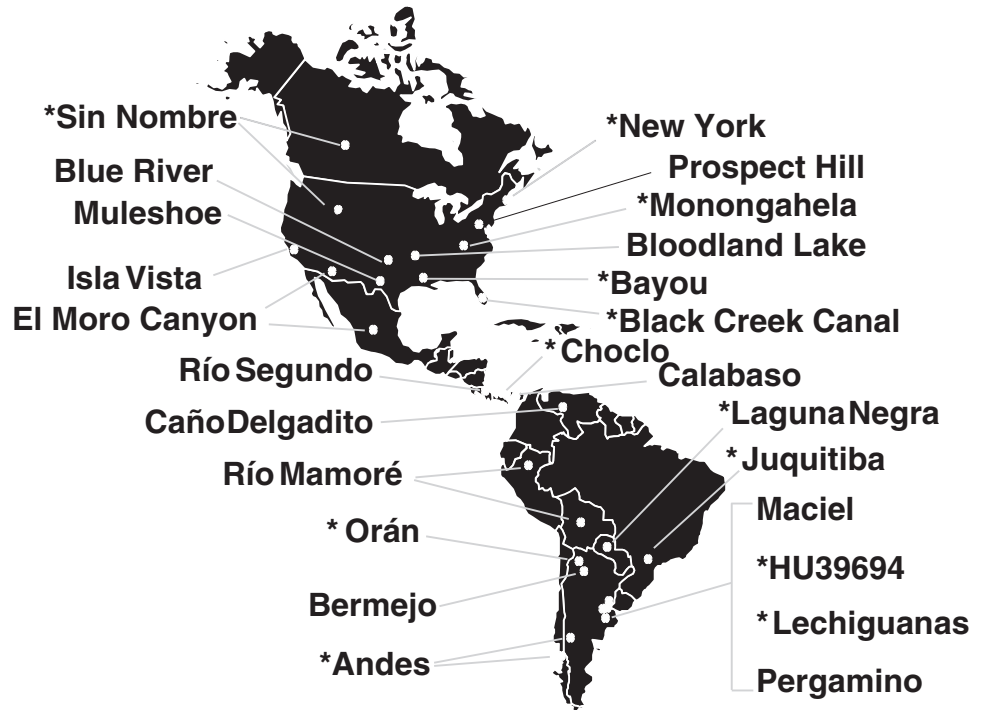 *Sin Nombre
Blue River
Muleshoe
Isla Vista
El Moro Canyon
Río Segundo
Caño Delgadito
Río Mamoré
* Orán
Bermejo
*Andes
*New York
Prospect Hill
*Monongahela
Bloodland Lake
*Bayou
*Black Creek Canal
* Choclo
Calabaso
*Laguna Negra
* Juquitiba
Maciel
*HU39694
* Lechiguanas
Pergamino